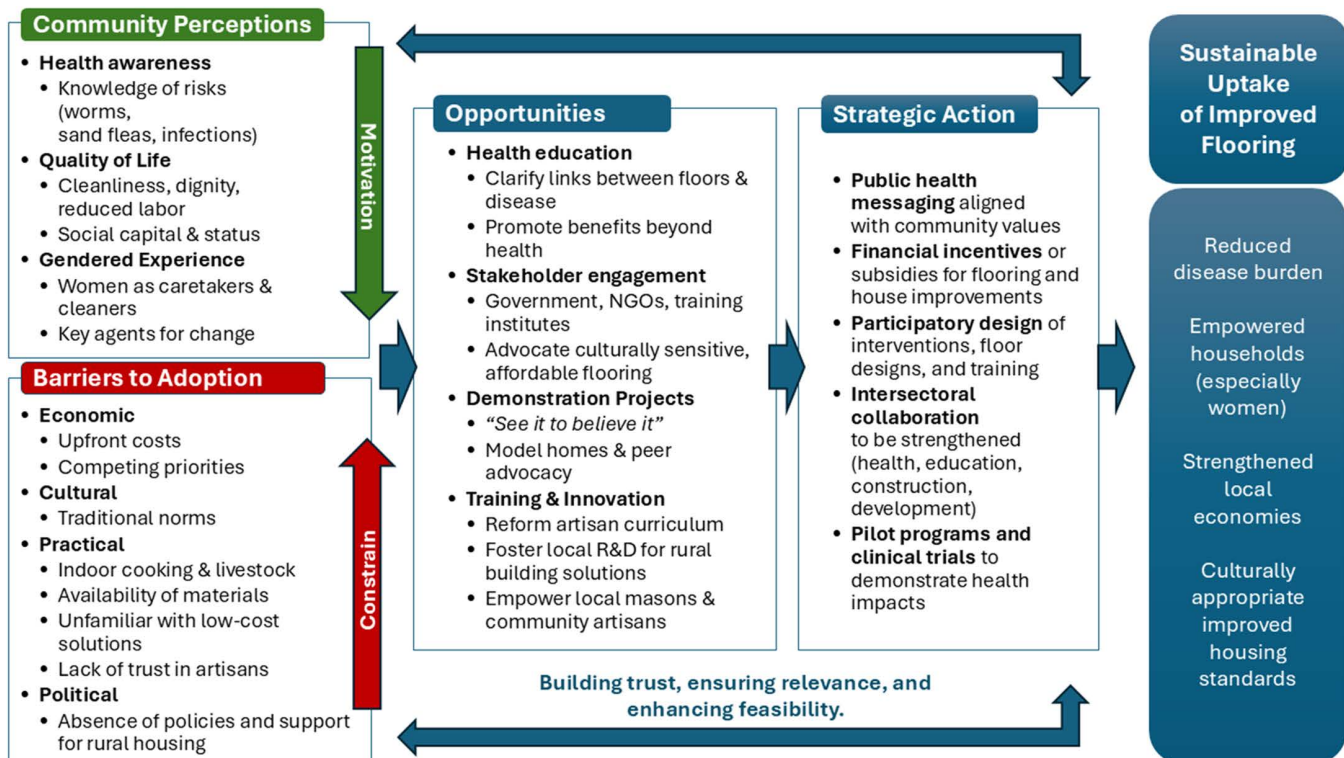 Community Perceptions
• Health awareness
• Knowledge of risks
(worms,
sand fleas, infections)
• Quality of Life
• Cleanliness, dignity,
reduced labor
• Social capital & status
• Gendered Experience
• Women as caretakers &
cleaners
• Key agents for change
Motivation
Barriers to Adoption
• Economic
• Upfront costs
• Competing priorities
• Cultural
• Traditional norms
• Practical
• Indoor cooking & livestock
• Availability of materials
• Unfamiliar with low-cost
solutions
• Lack of trust in artisans
• Political
• Absence of policies and support
for rural housing
Constrain
Opportunities
• Health education
• Clarify links between floors &
disease
• Promote benefits beyond
health
• Stakeholder engagement
• Government, NGOs, training
institutes
• Advocate culturally sensitive,
affordable flooring
• Demonstration Projects
• “See it to believe it”
• Model homes & peer
advocacy
• Training & Innovation
• Reform artisan curriculum
• Foster local R&D for rural
building solutions
• Empower local masons &
community artisans
Strategic Action
• Public health
messaging aligned
with community values
• Financial incentives or
subsidies for flooring and
house improvements
• Participatory design of
interventions, floor
designs, and training
• Intersectoral
collaboration
to be strengthened
(health, education,
construction,
development)
• Pilot programs and
clinical trials to
demonstrate health
impacts
Building trust, ensuring relevance, and
enhancing feasibility.
Sustainable
Uptake
of Improved
Flooring
Reduced
disease burden
Empowered
households
(especially
women)
Strengthened
local
economies
Culturally
appropriate
improved
housing
standards